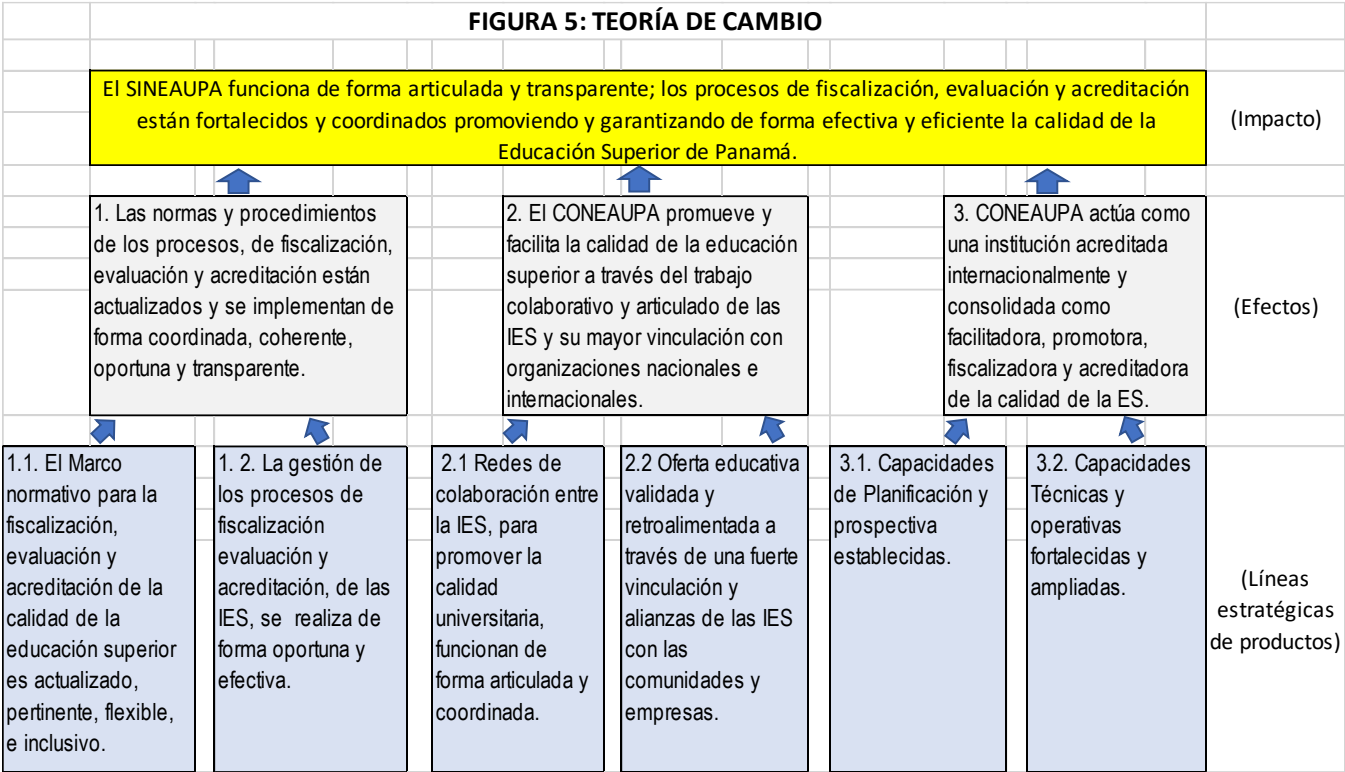 FIGURA 5: TEORÍA DE CAMBIO
El SINEAUPA funciona de forma articulada y transparente; los procesos de fiscalización, evaluación y acreditación
están fortalecidos y coordinados promoviendo y garantizando de forma efectiva y eficiente la calidad de la
Educación Superior de Panamá.
(Impacto)
1. Las normas y procedimientos
de los procesos, de fiscalización,
evaluación y acreditación están
actualizados y se implementan de
forma coordinada, coherente,
oportuna y transparente.
2. El CONEAUPA promueve y
facilita la calidad de la educación
superior a través del trabajo
colaborativo y articulado de las
IES y su mayor vinculación con
organizaciones nacionales e
internacionales.
3. CONEAUPA actúa como
una institución acreditada
internacionalmente y
consolidada como
facilitadora, promotora,
fiscalizadora y acreditadora
de la calidad de la ES.
(Efectos)
1.1. El Marco
normativo para la
fiscalización,
evaluación y
acreditación de la
calidad de la
educación superior
es actualizado,
pertinente, flexible,
e inclusivo.
1. 2. La gestión de
los procesos de
fiscalización
evaluación y
acreditación, de las
IES, se realiza de
forma oportuna y
efectiva.
2.1 Redes de
colaboración entre
la IES, para
promover la
calidad
universitaria,
funcionan de
forma articulada y
coordinada.
2.2 Oferta educativa
validada y
retroalimentada a
través de una fuerte
vinculación y
alianzas de las IES
con las
comunidades y
empresas.
3.1. Capacidades
de Planificación y
prospectiva
establecidas.
3.2. Capacidades
Técnicas y
operativas
fortalecidas y
ampliadas.
(Líneas
estratégicas
de productos)